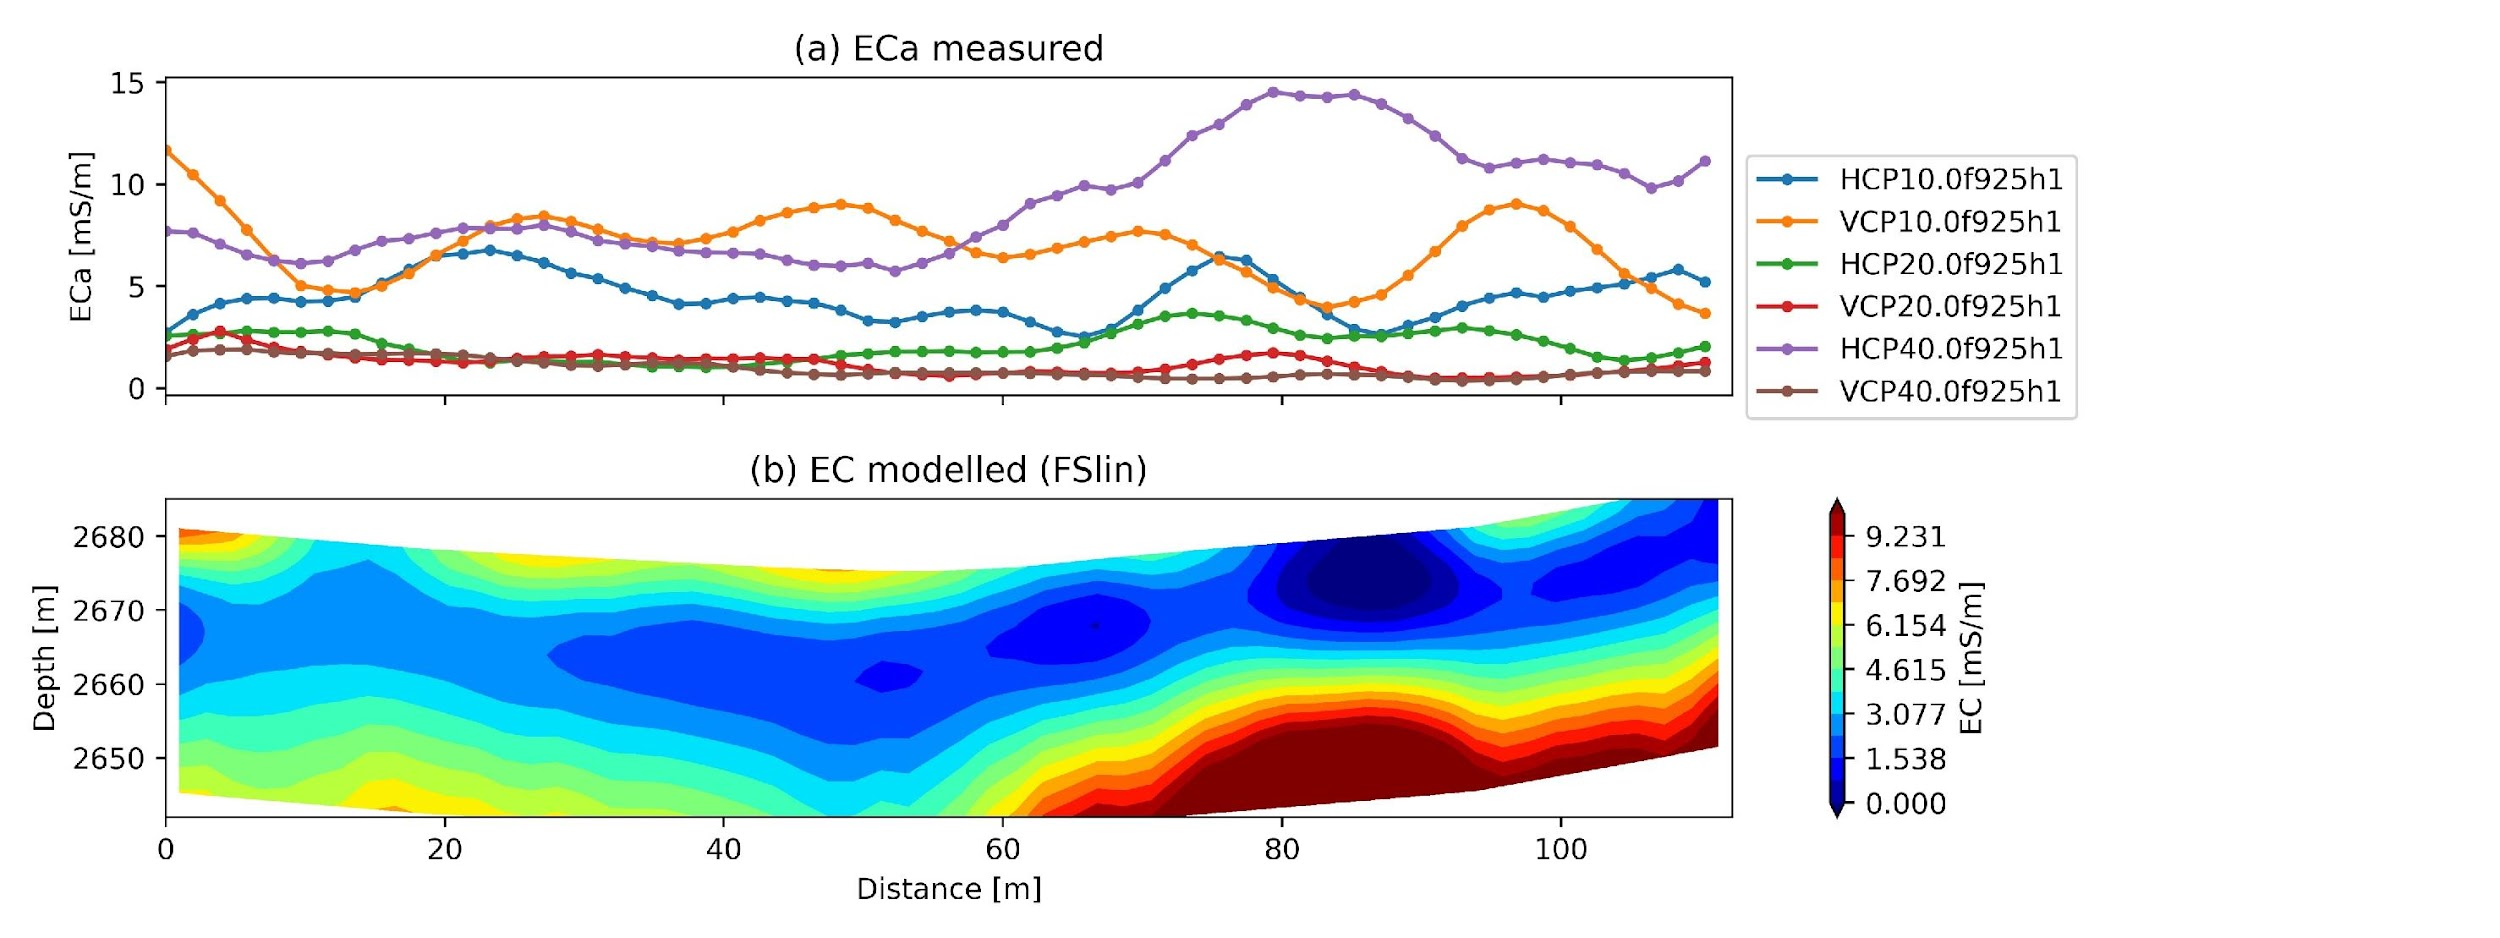 (a) ECa measured
15
10
5
0
ECa [mS/m]
HCP10.0f925h1
VCP10.0f925h1
HCP20.0f925h1
VCP20.0f925h1
HCP40.0f925h1
VCP40.0f925h1
(b) EC modelled (FSlin)
2680
2670
2660
2650
Depth [m]
0 20 40 60 80 100
Distance [m]
9.231
7.692
6.154
4.615
3.077
1.538
0.000
EC [mS/m]